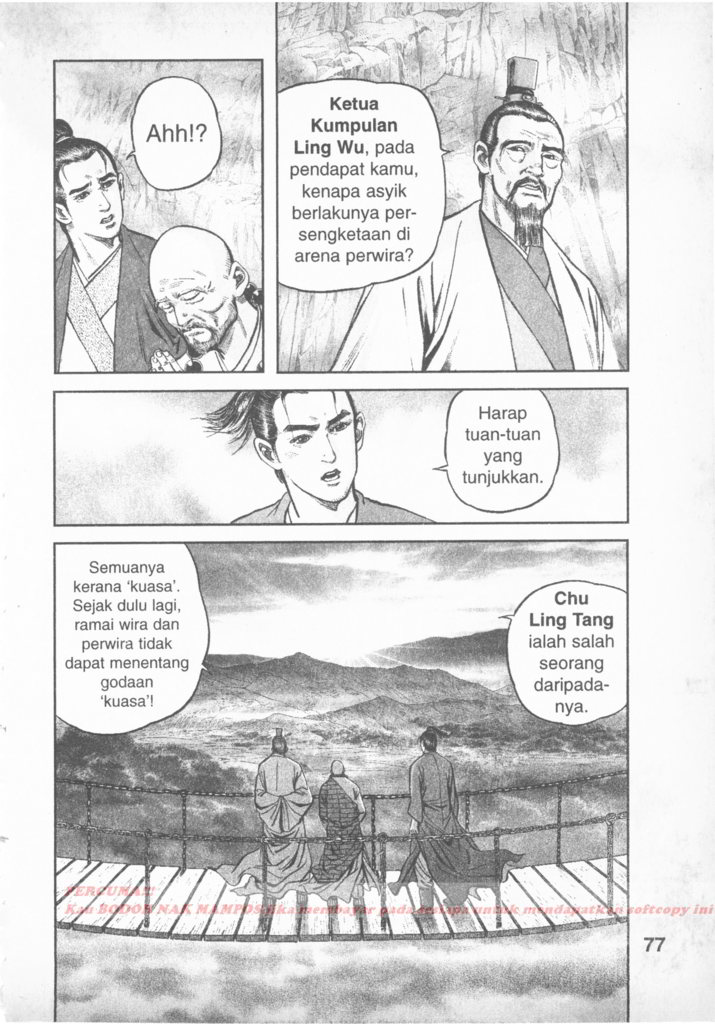 Ahh!?
Ketua
Kumpulan
Ling Wu, pada
pendapat kamu,
kenapa asyik
berlakunya per-
sengketaan di
arena perwira?
Harap
tuan-tuan
yang
tunjukkan.
Semuanya
kerana ‘kuasa’.
Sejak dulu lagi,
ramai wira dan
perwira tidak
dapat menentang
godaan
‘kuasa’!
Chu
Ling Tang
ialah salah
seorang
daripada-
nya.
PERCUMA!!
Kau BODOH NAK MAMPOS jika membayar pada sesiapa untuk mendapatkan softcopy ini
77